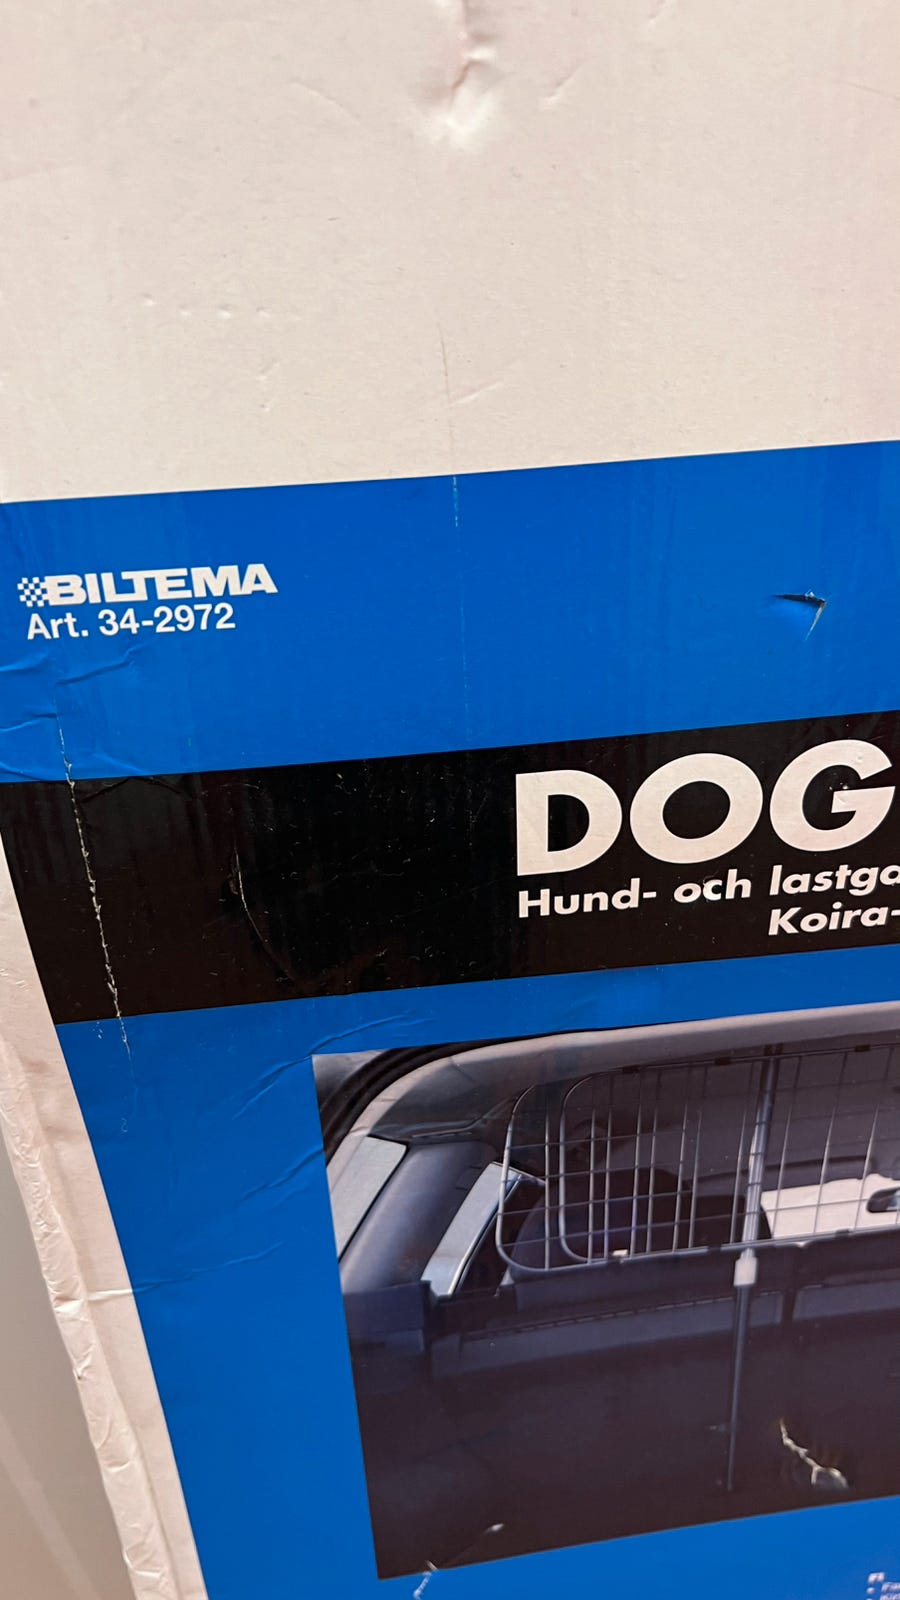 BILTEMA
Art. 34-2972
DOG
Hund- och lastga
Koira-